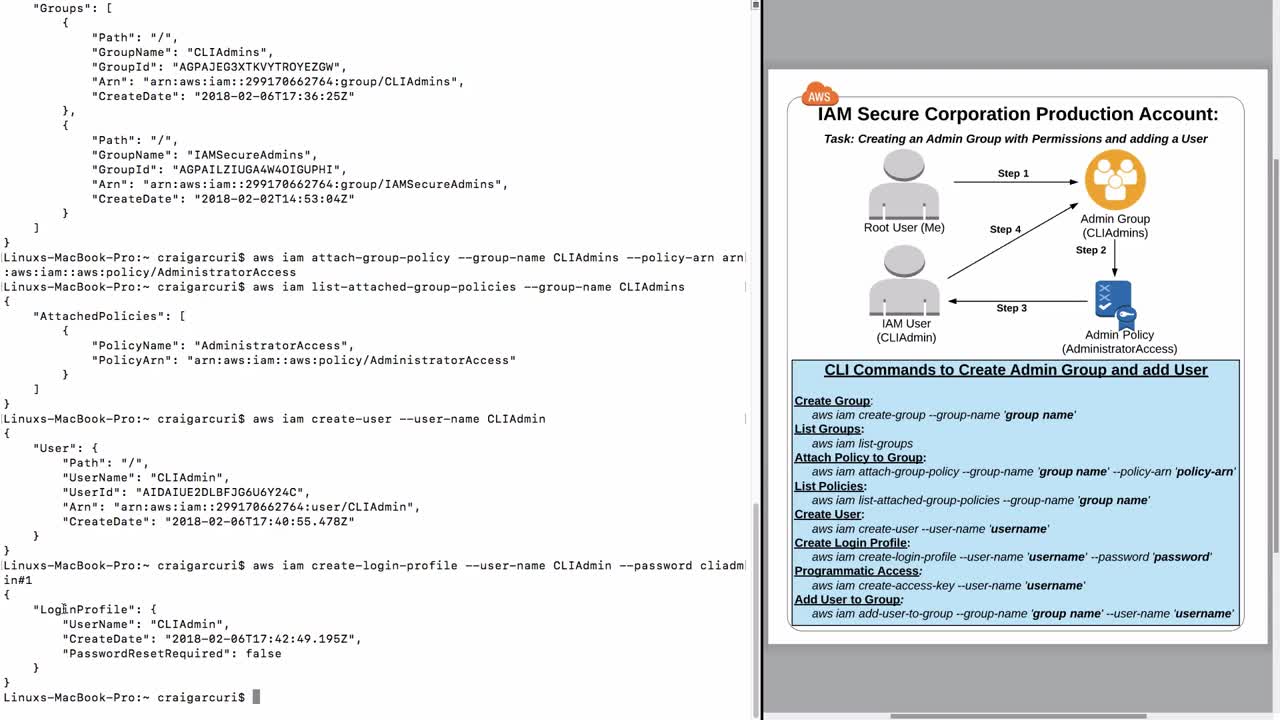 "Groups": [
{
"Path": "/",
"GroupName": "CLIAdmins",
"GroupId": "AGPAJEG3XTKVYTROYEZGW",
"Arn": "arn:aws:iam::299170662764:group/CLIAdmins",
"CreateDate": "2018-02-06T17:36:25Z"
},
{
"Path": "/",
"GroupName": "IAMSecureAdmins",
"GroupId": "AGPAILZIUGA4W4OIGUPHI",
"Arn": "arn:aws:iam::299170662764:group/IAMSecureAdmins",
"CreateDate": "2018-02-02T14:53:04Z"
}
]
}
Linuxs-MacBook-Pro:~ craigarcuri$ aws iam attach-group-policy --group-name CLIAdmins --policy-arn arn
:aws:iam::aws:policy/AdministratorAccess
Linuxs-MacBook-Pro:~ craigarcuri$ aws iam list-attached-group-policies --group-name CLIAdmins
{
"AttachedPolicies": [
{
"PolicyName": "AdministratorAccess",
"PolicyArn": "arn:aws:iam::aws:policy/AdministratorAccess"
}
]
}
Linuxs-MacBook-Pro:~ craigarcuri$ aws iam create-user --user-name CLIAdmin
{
"User": {
"Path": "/",
"UserName": "CLIAdmin",
"UserId": "AIDAIUE2DLBFJG6U6Y24C",
"Arn": "arn:aws:iam::299170662764:user/CLIAdmin",
"CreateDate": "2018-02-06T17:40:55.478Z"
}
}
Linuxs-MacBook-Pro:~ craigarcuri$ aws iam create-login-profile --user-name CLIAdmin --password cliadm
in#1
{
"LoginProfile": {
"UserName": "CLIAdmin",
"CreateDate": "2018-02-06T17:42:49.195Z",
"PasswordResetRequired": false
}
}
Linuxs-MacBook-Pro:~ craigarcuri$
AWS
IAM Secure Corporation Production Account:
Task: Creating an Admin Group with Permissions and adding a User
Step 1
Root User (Me)
Admin Group
(CLIAdmins)
Step 4
Step 2
Step 3
IAM User
(CLIAdmin)
Admin Policy
(AdministratorAccess)
CLI Commands to Create Admin Group and add User
Create Group:
aws iam create-group --group-name 'group name'
List Groups:
aws iam list-groups
Attach Policy to Group:
aws iam attach-group-policy --group-name 'group name' --policy-arn 'policy-arn'
List Policies:
aws iam list-attached-group-policies --group-name 'group name'
Create User:
aws iam create-user --user-name 'username'
Create Login Profile:
aws iam create-login-profile --user-name 'username' --password 'password'
Programmatic Access:
aws iam create-access-key --user-name 'username'
Add User to Group:
aws iam add-user-to-group --group-name 'group name' --user-name 'username'